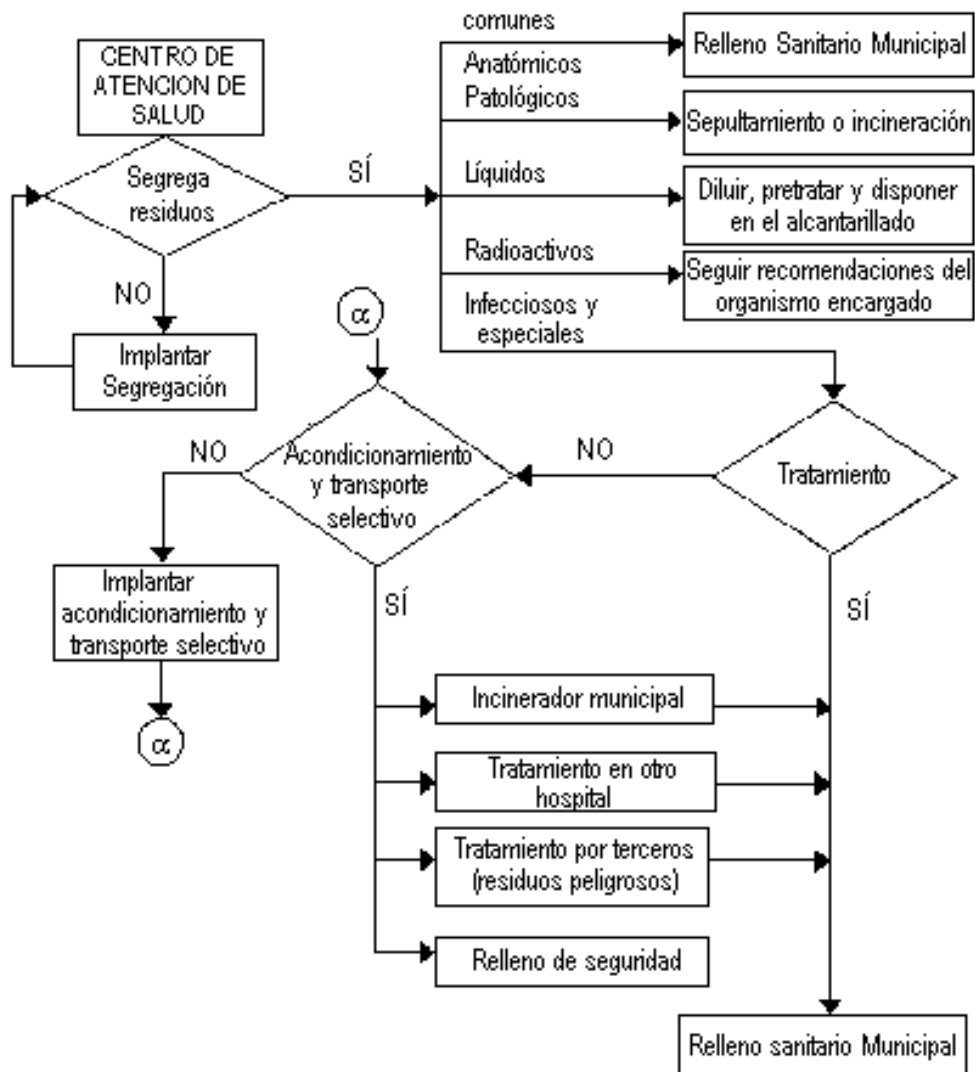 CENTRO DE
ATENCION DE
SALUD
Segrega
residuos
SÍ
NO
Implantar
Segregación
comunes
Relleno Sanitario Municipal
Anatómicos
Patológicos
Sepultamiento o incineración
Líquidos
Diluir, pretratar y disponer
en el alcantarillado
Radioactivos
Seguir recomendaciones del
organismo encargado
Infecciosos y
especiales
α
Tratamiento
NO
SÍ
Acondicionamiento
y transporte
selectivo
NO
SÍ
Implantar
acondicionamiento y
transporte selectivo
α
Incinerador municipal
Tratamiento en otro
hospital
Tratamiento por terceros
(residuos peligrosos)
Relleno de seguridad
Relleno sanitario Municipal